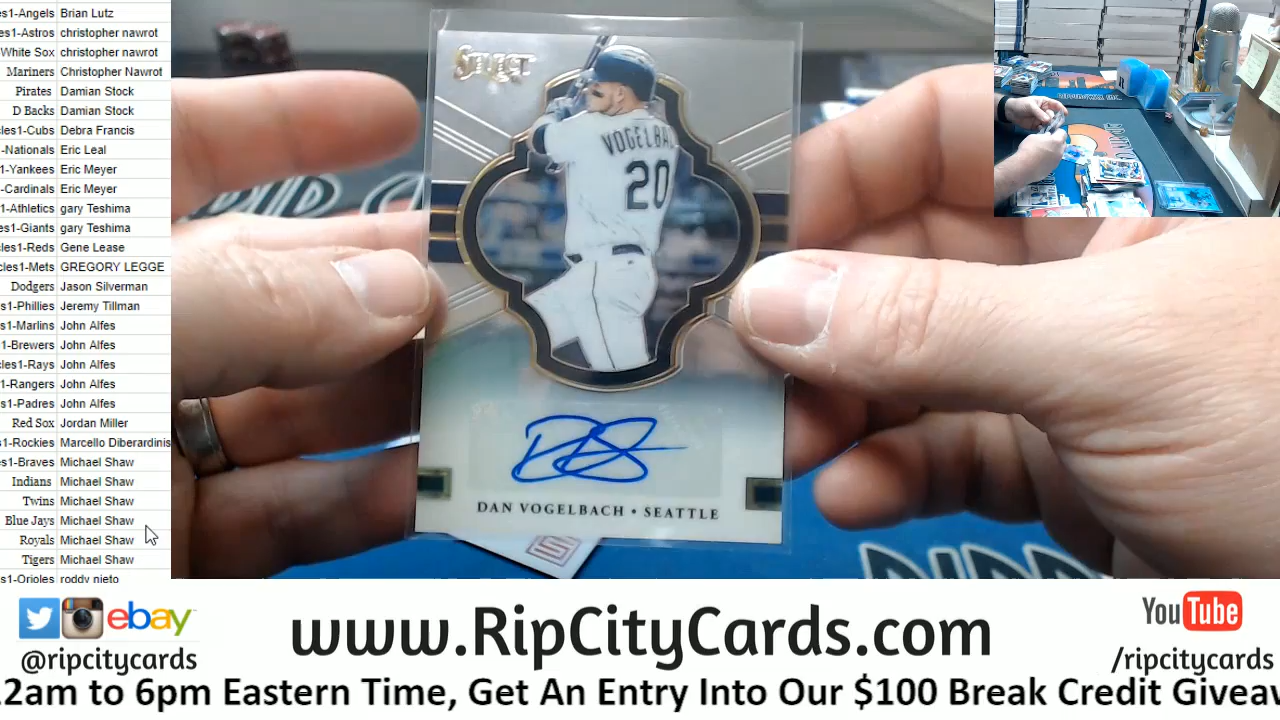 es1-Angels Brian Lutz
es1-Astros christopher nawrot
White Sox christopher nawrot
Mariners Christopher Nawrot
Pirates Damian Stock
D Backs Damian Stock
cles1-Cubs Debra Francis
-Nationals Eric Leal
1-Yankees Eric Meyer
-Cardinals Eric Meyer
1-Athletics gary Teshima
s1-Giants gary Teshima
cles1-Reds Gene Lease
cles1-Mets GREGORY LEGGE
Dodgers Jason Silverman
s1-Phillies Jeremy Tillman
s1-Marlins John Alfes
1-Brewers John Alfes
cles1-Rays John Alfes
1-Rangers John Alfes
s1-Padres John Alfes
Red Sox Jordan Miller
s1-Rockies Marcello Diberardinis
es1-Braves Michael Shaw
Indians Michael Shaw
Twins Michael Shaw
Blue Jays Michael Shaw
Royals Michael Shaw
Tigers Michael Shaw
s1-Orioles roddy nieto
SELECT
VOGELBA
20
DAN VOGELBACH • SEATTLE
ebay
@ripcitycards
www.RipCityCards.com
YouTube
/ripcitycards
2am to 6pm Eastern Time, Get An Entry Into Our $100 Break Credit Giveav